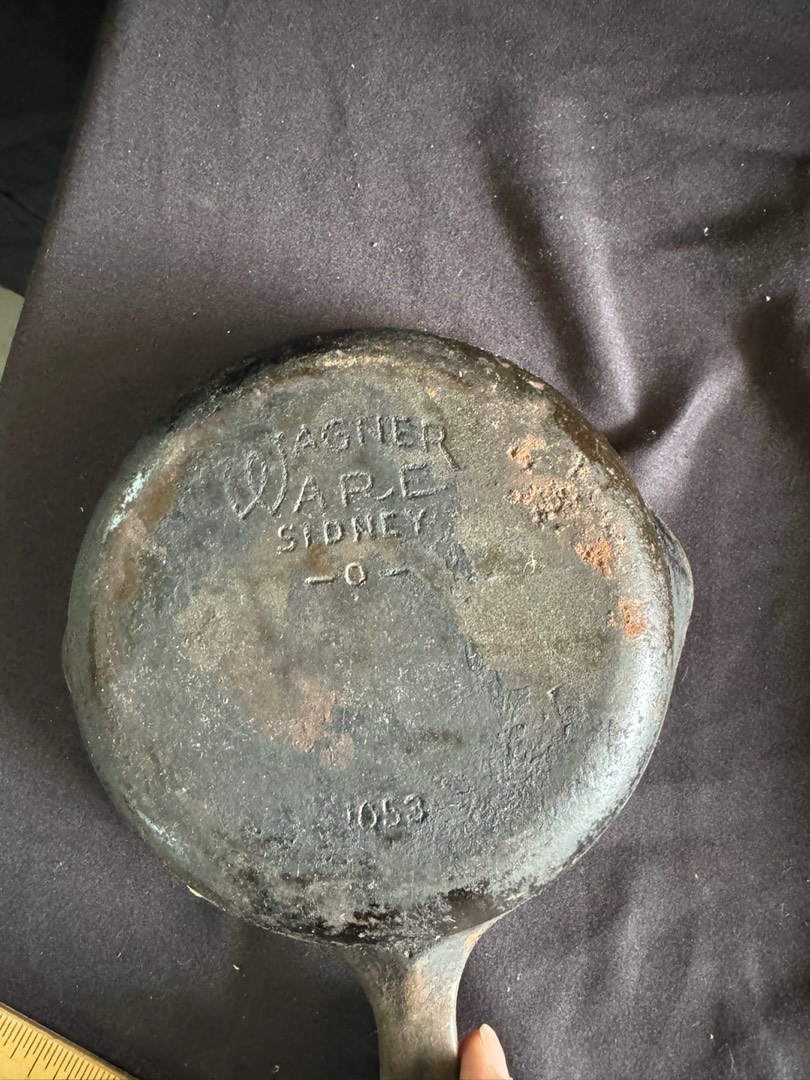 WAGNER
WARE
SIDNEY
-O-
1053